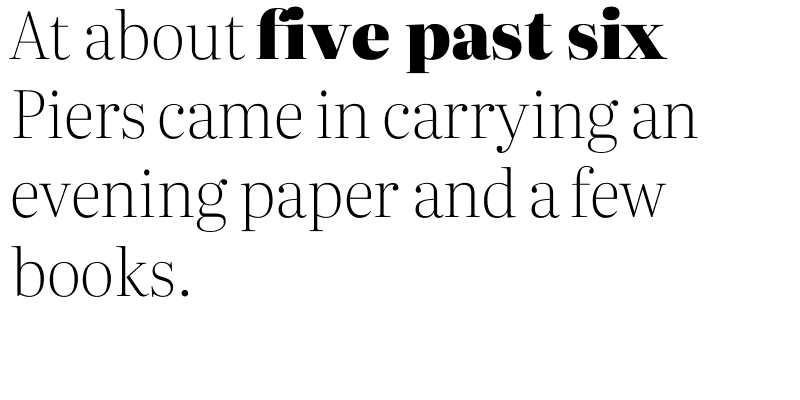 At about five past six
Piers came in carrying an
evening paper and a few
books.